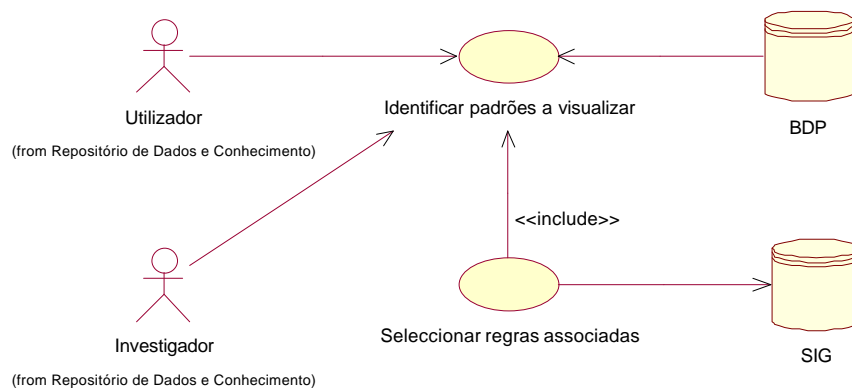 Identificar padrões a visualizar
Utilizador
BDP
(from Repositório de Dados e Conhecimento)
<<include>>
Seleccionar regras associadas
Investigador
SIG
(from Repositório de Dados e Conhecimento)